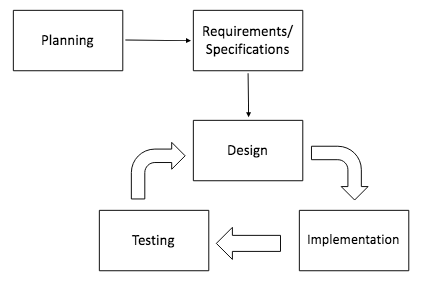 Planning
Requirements/
Specifications
Design
Testing
Implementation